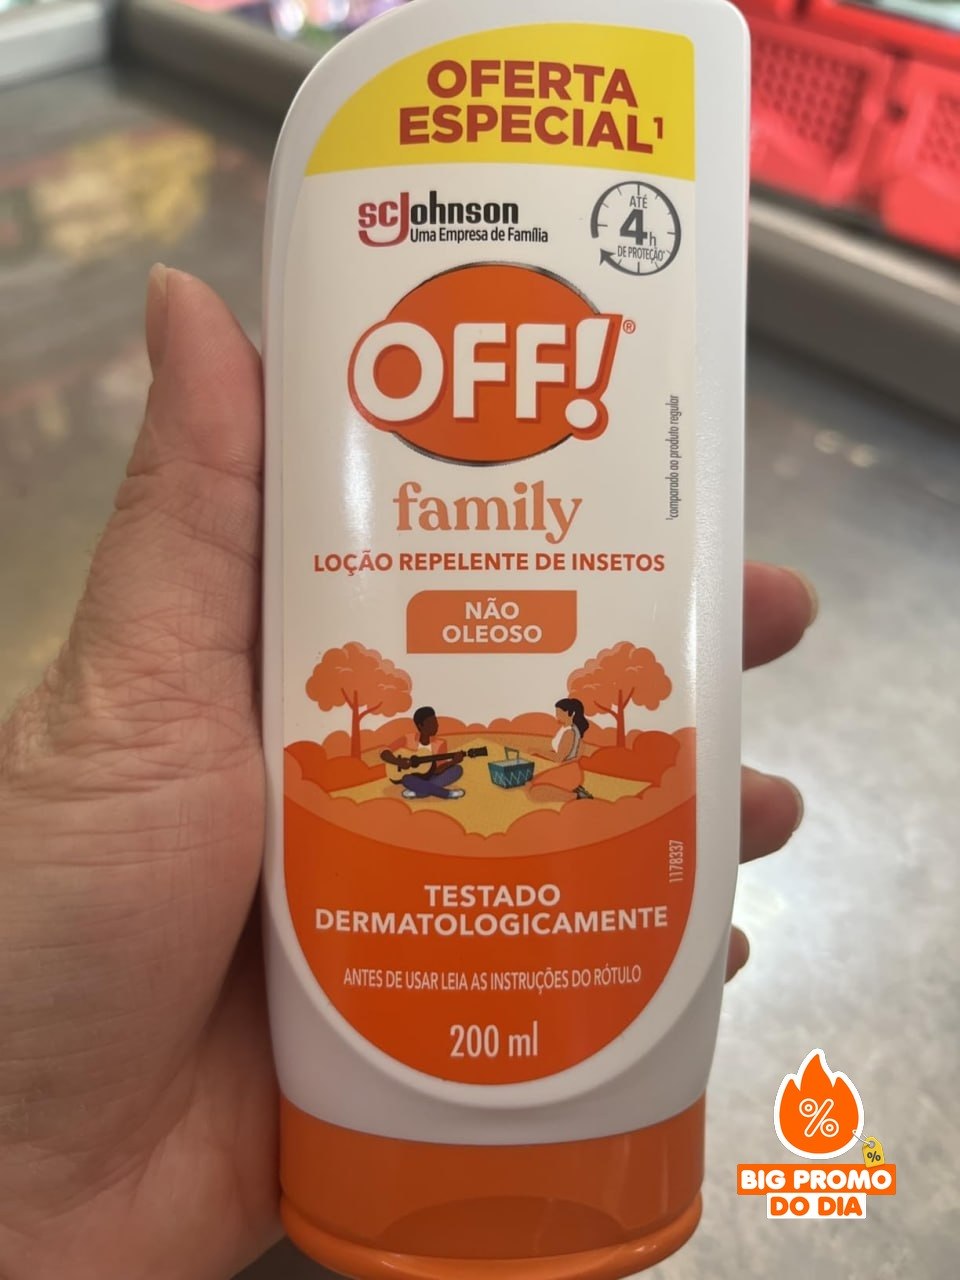 OFERTA
ESPECIAL¹
scJohnson
Uma Empresa de Família
ATÉ
4h
DE PROTEÇÃO*
OFF!®
¹comparado ao produto regular
family
LOÇÃO REPELENTE DE INSETOS
NÃO
OLEOSO
1178337
TESTADO
DERMATOLOGICAMENTE
ANTES DE USAR LEIA AS INSTRUÇÕES DO RÓTULO
200 ml
%
%
BIG PROMO
DO DIA